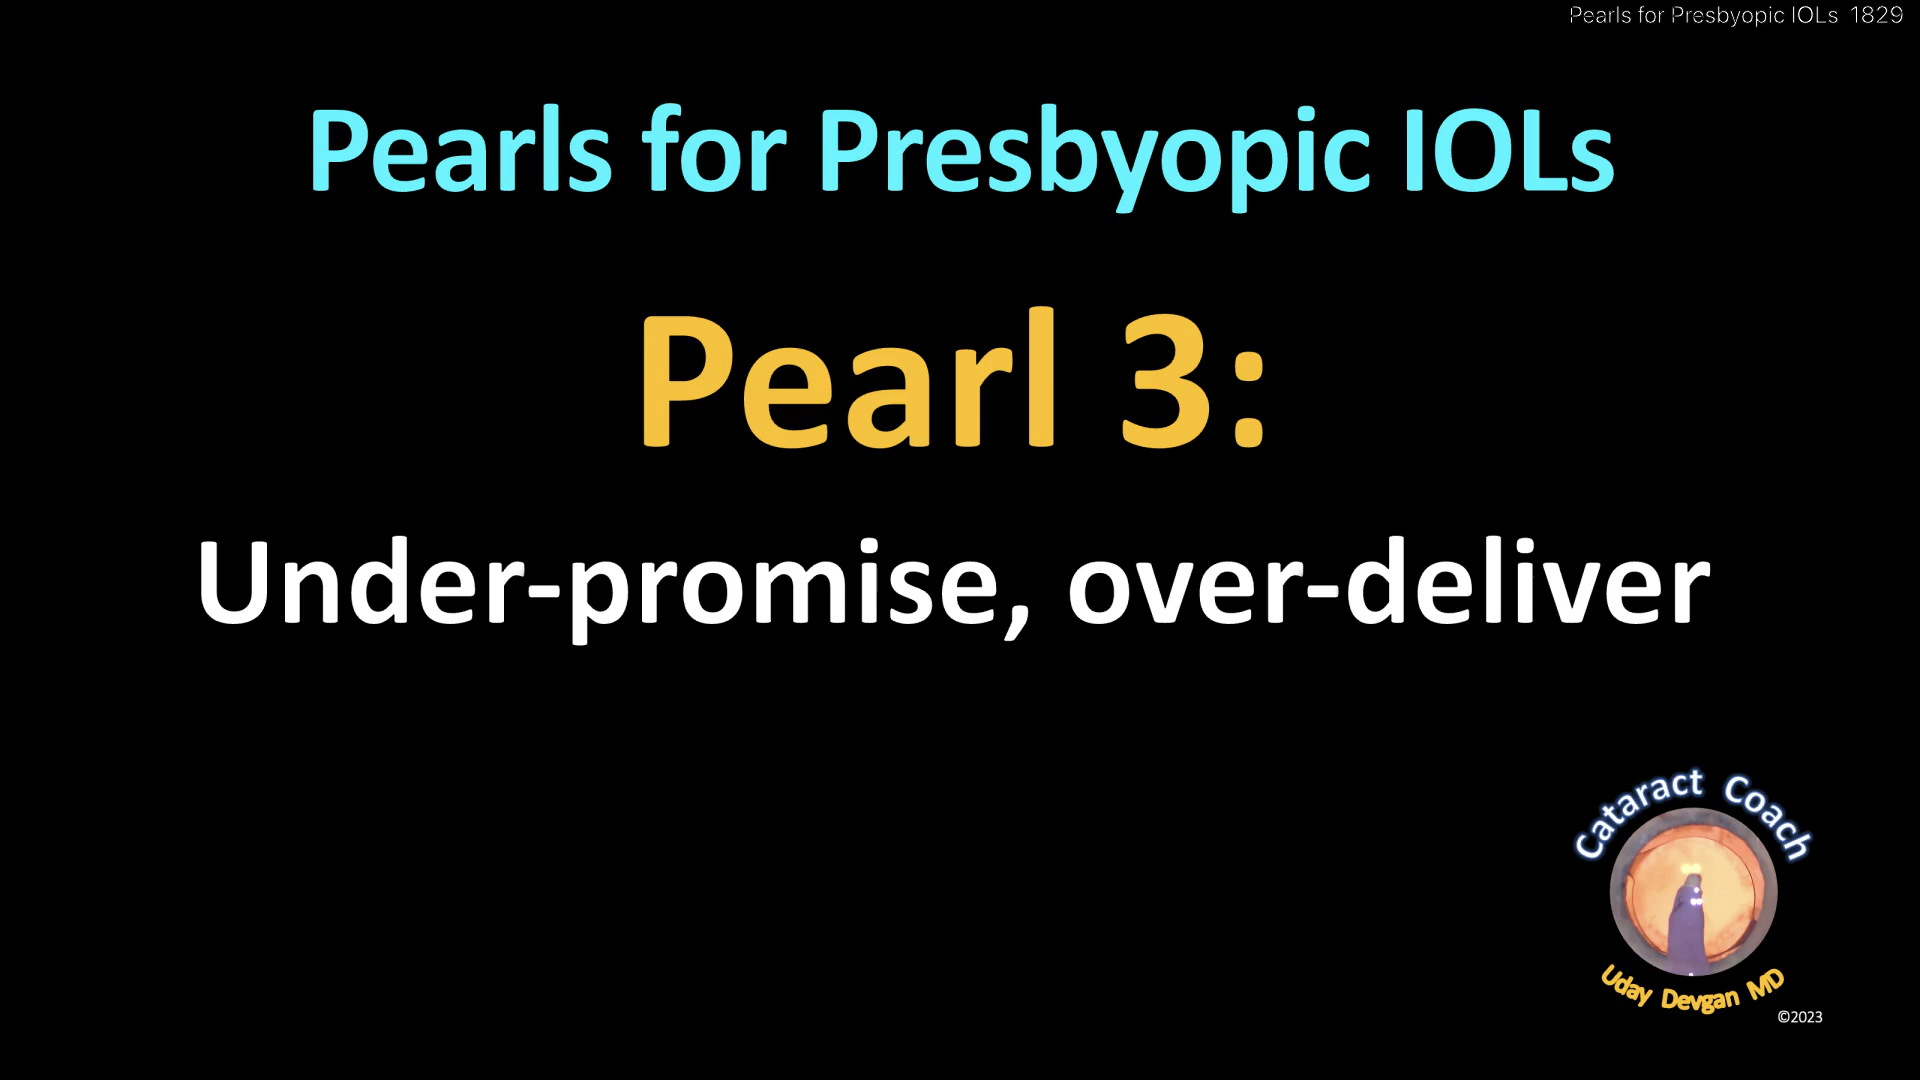 Pearls for Presbyopic IOLs 1829
Pearls for Presbyopic IOLs
Pearl 3:
Under-promise, over-deliver
Cataract Coach
Uday Devgan MD
©2023